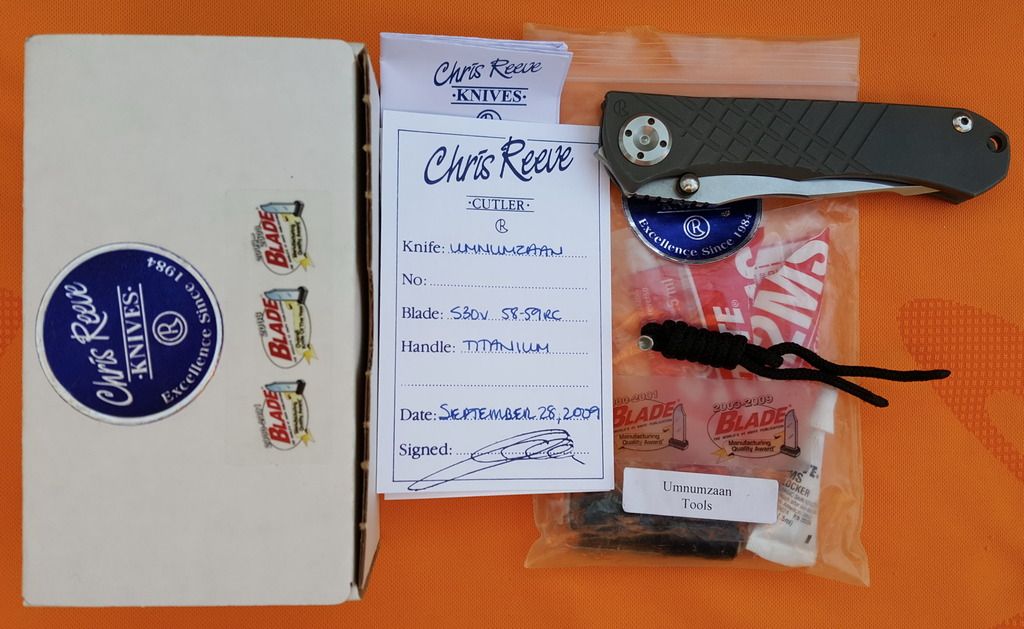 Chris Reeve
KNIVES
R
Excellence Since 1984
BLADE
BLADE
BLADE
Chris Reeve
·KNIVES·
Chris Reeve
·CUTLER·
R
Knife: UMNUMZAAN
No:
Blade: S30V 58-59RC
Handle: TITANIUM
Date: SEPTEMBER 28, 2009
Signed:
R
R
Excellence Since 1984
BLADE
Manufacturing
Quality Award
2003-2009
BLADE
Manufacturing
Quality Award
Umnumzaan
Tools